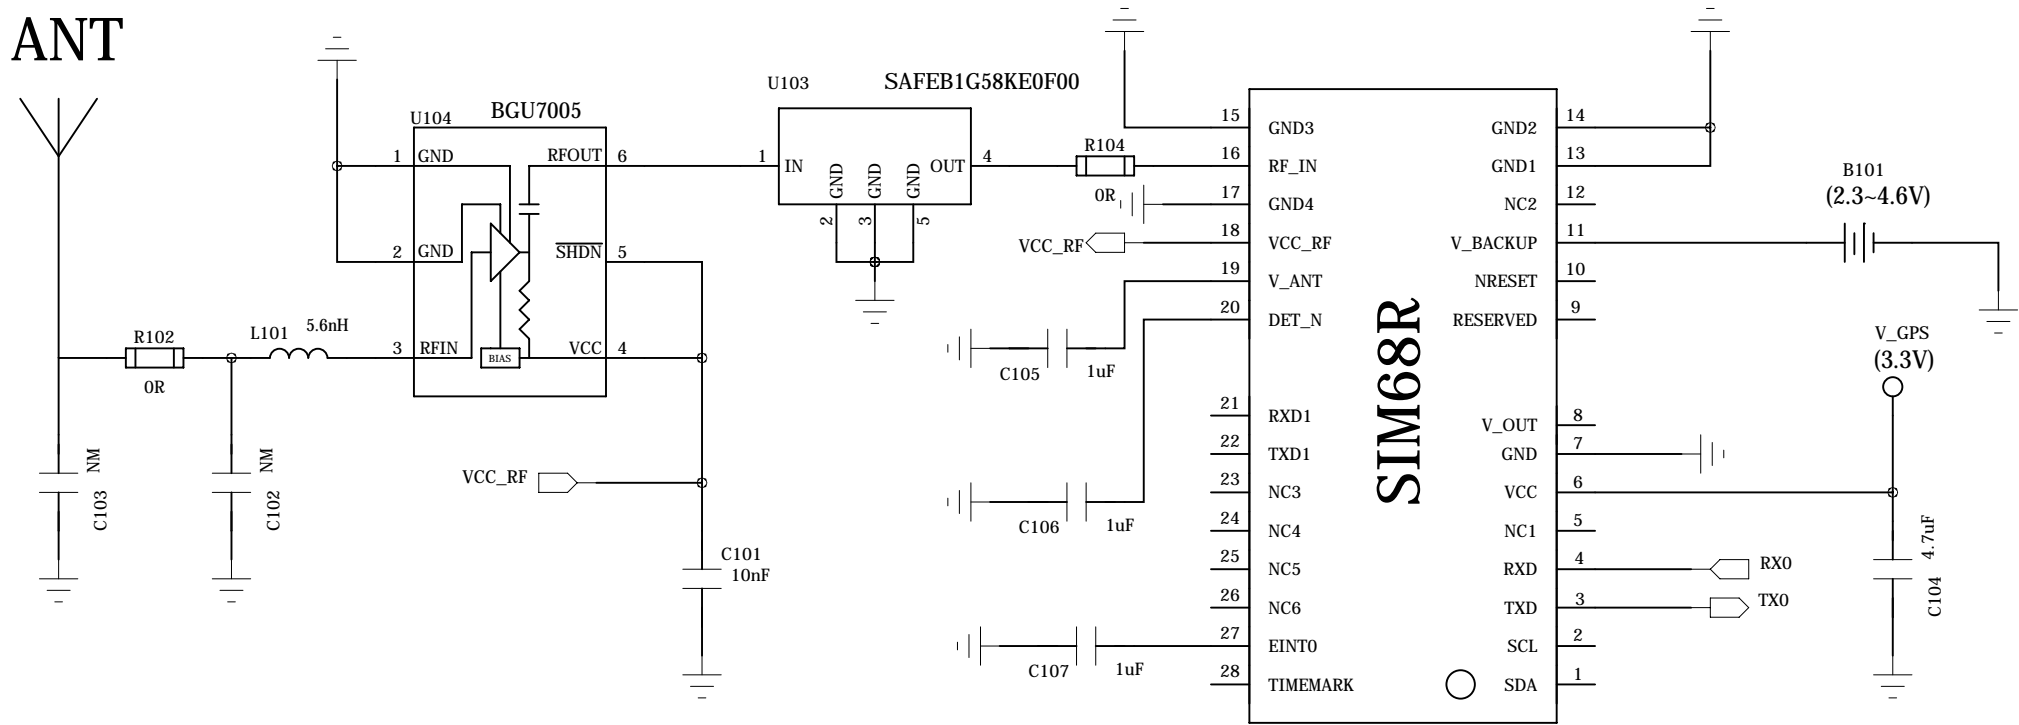 ANT
U104
BGU7005
1
GND
RFOUT
6
2
GND
SHDN
5
3
RFIN
BIAS
VCC
4
R102
0R
L101
5.6nH
NM
C103
NM
C102
VCC_RF
C101
10nF
U103
SAFEB1G58KE0F00
1
IN
GND
GND
GND
OUT
4
2
3
5
R104
0R
VCC_RF
C105
1uF
C106
1uF
C107
1uF
SIM68R
15
GND3
16
RF_IN
17
GND4
18
VCC_RF
19
V_ANT
20
DET_N
21
RXD1
22
TXD1
23
NC3
24
NC4
25
NC5
26
NC6
27
EINT0
28
TIMEMARK
GND2
14
GND1
13
NC2
12
V_BACKUP
11
NRESET
10
RESERVED
9
V_OUT
8
GND
7
VCC
6
NC1
5
RXD
4
TXD
3
SCL
2
SDA
1
B101
(2.3~4.6V)
V_GPS
(3.3V)
4.7uF
C104
RX0
TX0